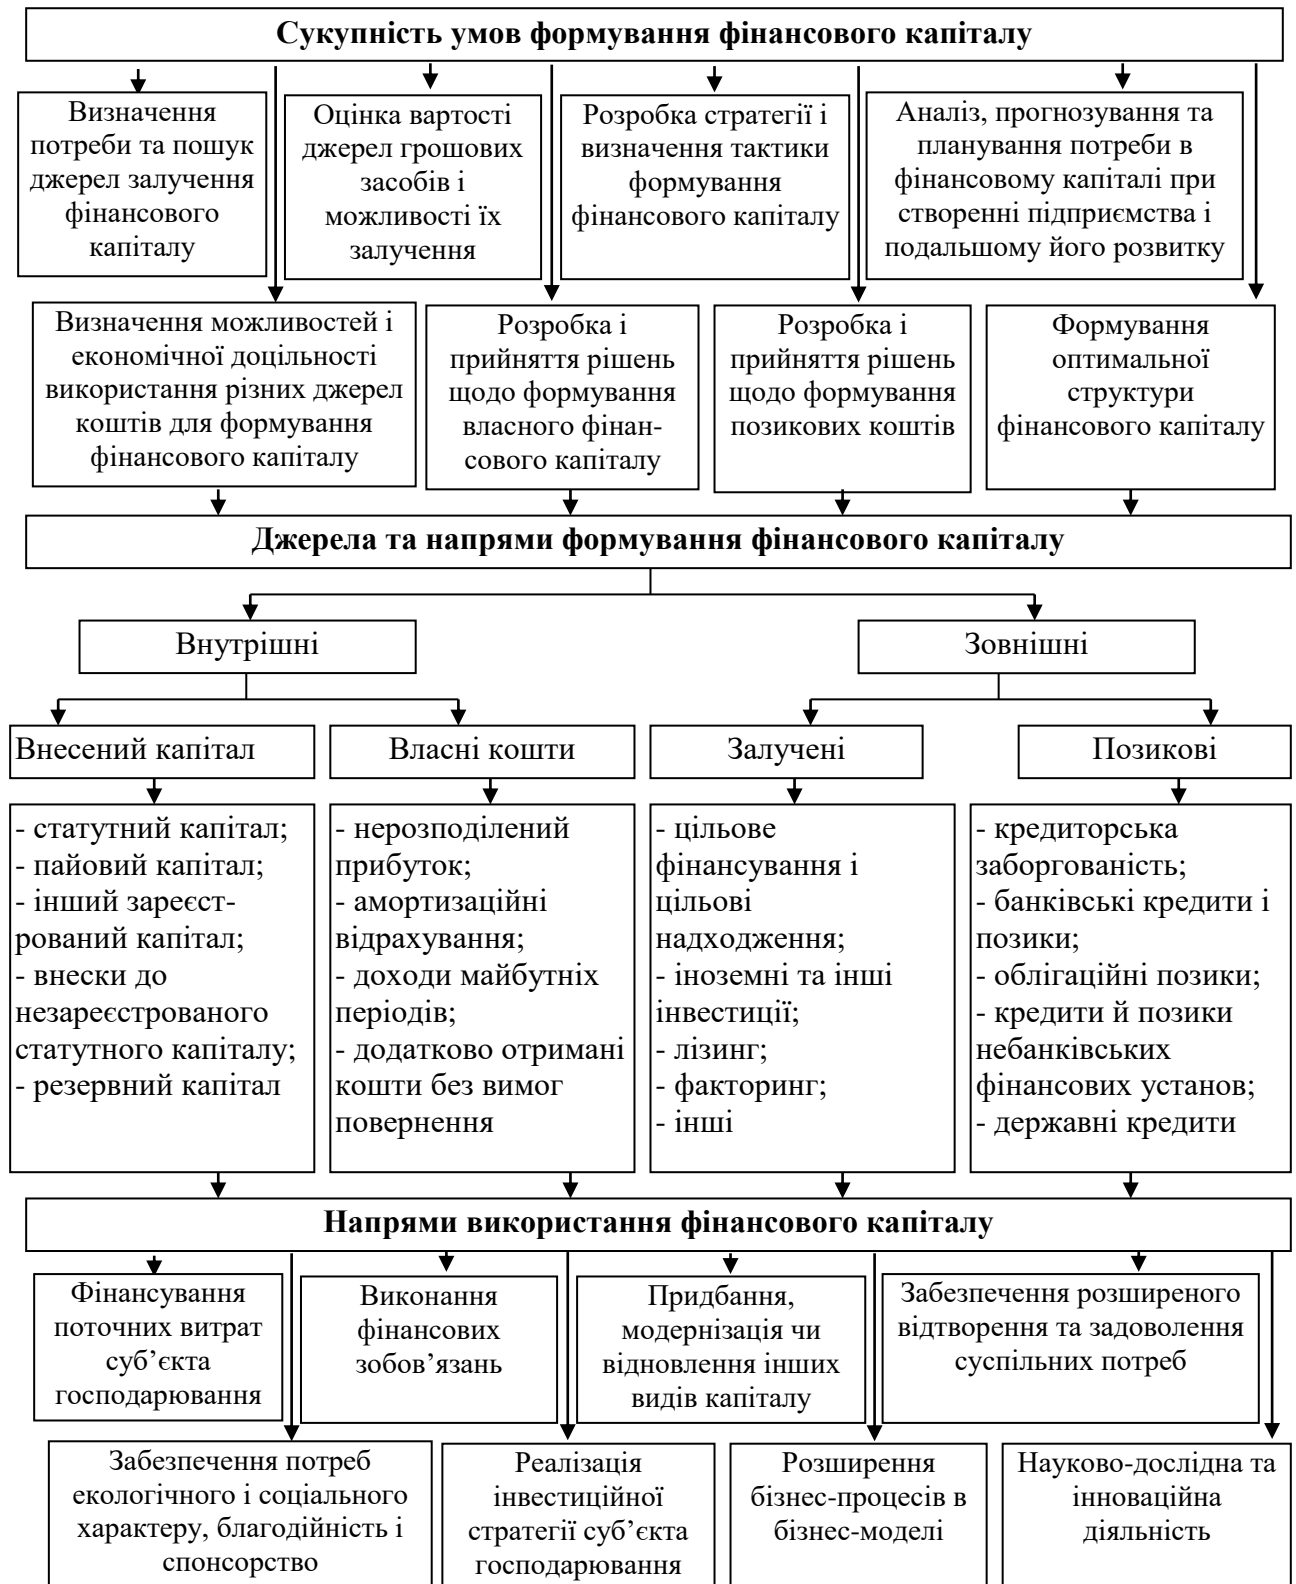 Сукупність умов формування фінансового капіталу
Визначення
потреби та пошук
джерел залучення
фінансового
капіталу
Оцінка вартості
джерел грошових
засобів і
можливості їх
залучення
Розробка стратегії і
визначення тактики
формування
фінансового капіталу
Аналіз, прогнозування та
планування потреби в
фінансовому капіталі при
створенні підприємства і
подальшому його розвитку
Визначення можливостей і
економічної доцільності
використання різних джерел
коштів для формування
фінансового капіталу
Розробка і
прийняття рішень
щодо формування
власного фінан-
сового капіталу
Розробка і
прийняття рішень
щодо формування
позикових коштів
Формування
оптимальної
структури
фінансового капіталу
Джерела та напрями формування фінансового капіталу
Внутрішні
Зовнішні
Внесений капітал
Власні кошти
Залучені
Позикові
- статутний капітал;
- пайовий капітал;
- інший зареєст-
рований капітал;
- внески до
незареєстрованого
статутного капіталу;
- резервний капітал
- нерозподілений
прибуток;
- амортизаційні
відрахування;
- доходи майбутніх
періодів;
- додатково отримані
кошти без вимог
повернення
- цільове
фінансування і
цільові
надходження;
- іноземні та інші
інвестиції;
- лізинг;
- факторинг;
- інші
- кредиторська
заборгованість;
- банківські кредити і
позики;
- облігаційні позики;
- кредити й позики
небанківських
фінансових установ;
- державні кредити
Напрями використання фінансового капіталу
Фінансування
поточних витрат
суб’єкта
господарювання
Виконання
фінансових
зобов’язань
Придбання,
модернізація чи
відновлення інших
видів капіталу
Забезпечення розширеного
відтворення та задоволення
суспільних потреб
Забезпечення потреб
екологічного і соціального
характеру, благодійність і
спонсорство
Реалізація
інвестиційної
стратегії суб’єкта
господарювання
Розширення
бізнес-процесів в
бізнес-моделі
Науково-дослідна та
інноваційна
діяльність